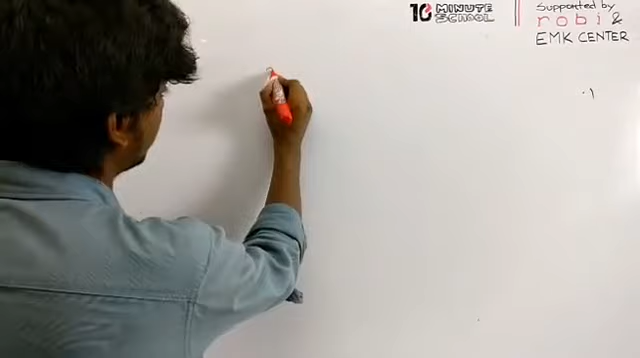 10 MINUTE
SCHOOL
Supported by
robi &
EMK CENTER